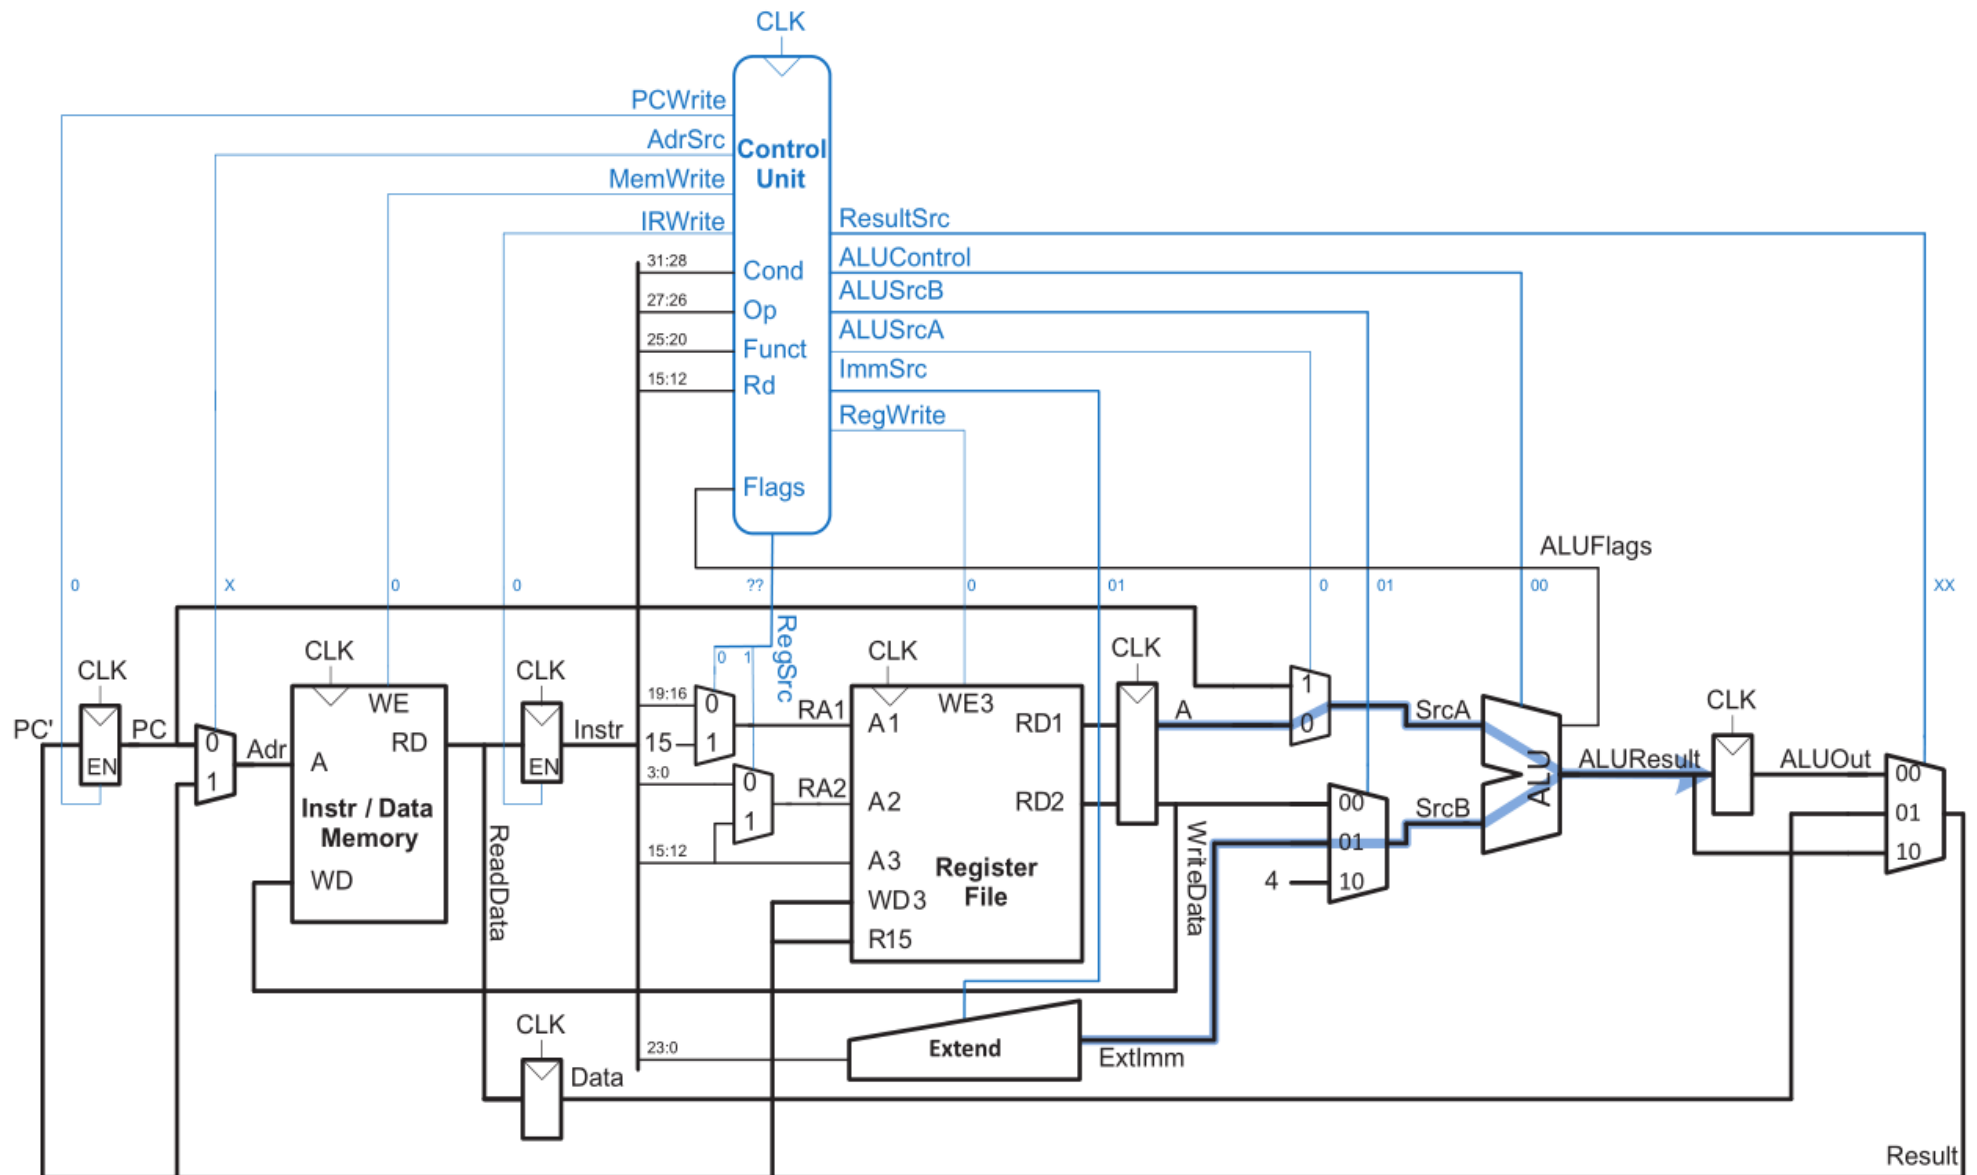 CLK
PCWrite
AdrSrc
MemWrite
IRWrite
Control
Unit
ResultSrc
ALUControl
ALUSrcB
ALUSrcA
ImmSrc
RegWrite
31:28
Cond
27:26
Op
25:20
Funct
15:12
Rd
Flags
ALUFlags
0
X
0
0
??
0
01
0
01
00
XX
RegSrc
0 1
CLK
PC'
EN
PC
0
1
Adr
CLK
WE
A
RD
Instr / Data
Memory
WD
ReadData
CLK
EN
Instr
19:16
0
15
1
RA1
3:0
0
1
RA2
15:12
CLK
WE3
A1
RD1
A2
RD2
A3
WD3
R15
Register
File
CLK
A
WriteData
1
0
SrcA
00
01
4
10
SrcB
ALU
ALUResult
CLK
ALUOut
00
01
10
23:0
Extend
ExtImm
CLK
Data
Result